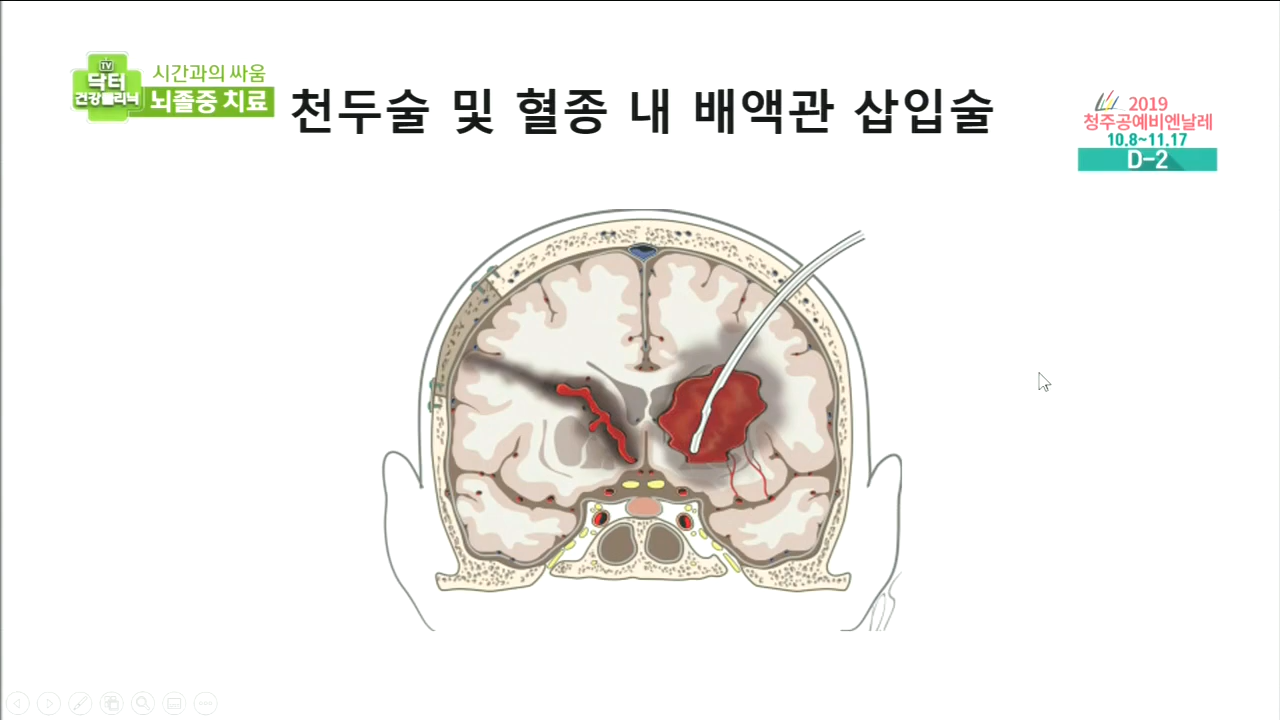 TV
닥터
건강클리닉
시간과의 싸움
뇌졸중 치료
천두술 및 혈종 내 배액관 삽입술
2019
청주공예비엔날레
10.8~11.17
D-2